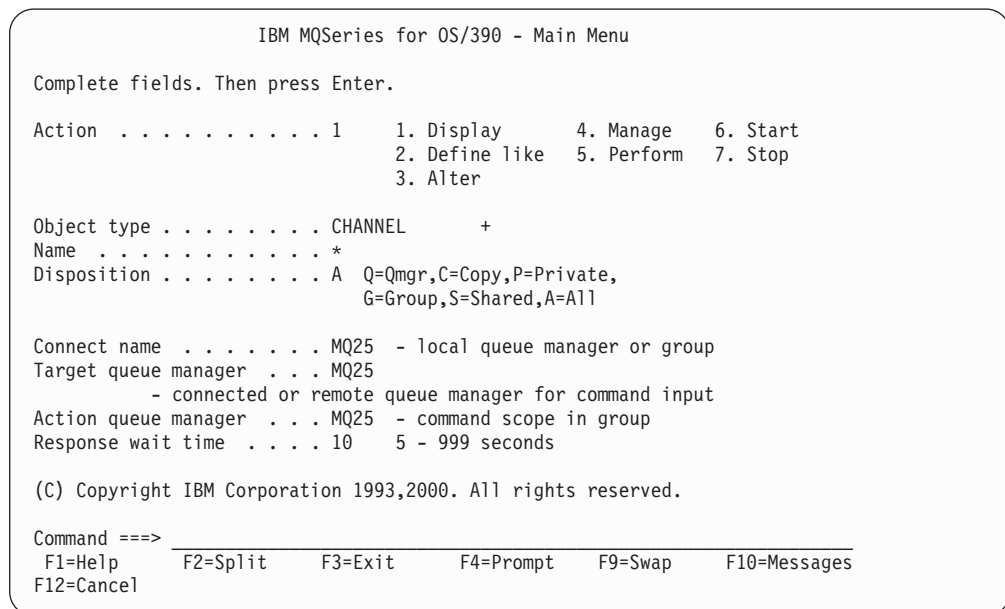 IBM MQSeries for OS/390 - Main Menu
Complete fields. Then press Enter.
Action . . . . . . . . . . 1 1. Display 4. Manage 6. Start
2. Define like 5. Perform 7. Stop
3. Alter
Object type . . . . . . . . CHANNEL +
Name . . . . . . . . . . . *
Disposition . . . . . . . . A Q=Qmgr,C=Copy,P=Private,
G=Group,S=Shared,A=All
Connect name . . . . . . . MQ25 - local queue manager or group
Target queue manager . . . MQ25
- connected or remote queue manager for command input
Action queue manager . . . MQ25 - command scope in group
Response wait time . . . . 10 5 - 999 seconds
(C) Copyright IBM Corporation 1993,2000. All rights reserved.
Command ===> 
F1=Help F2=Split F3=Exit F4=Prompt F9=Swap F10=Messages
F12=Cancel